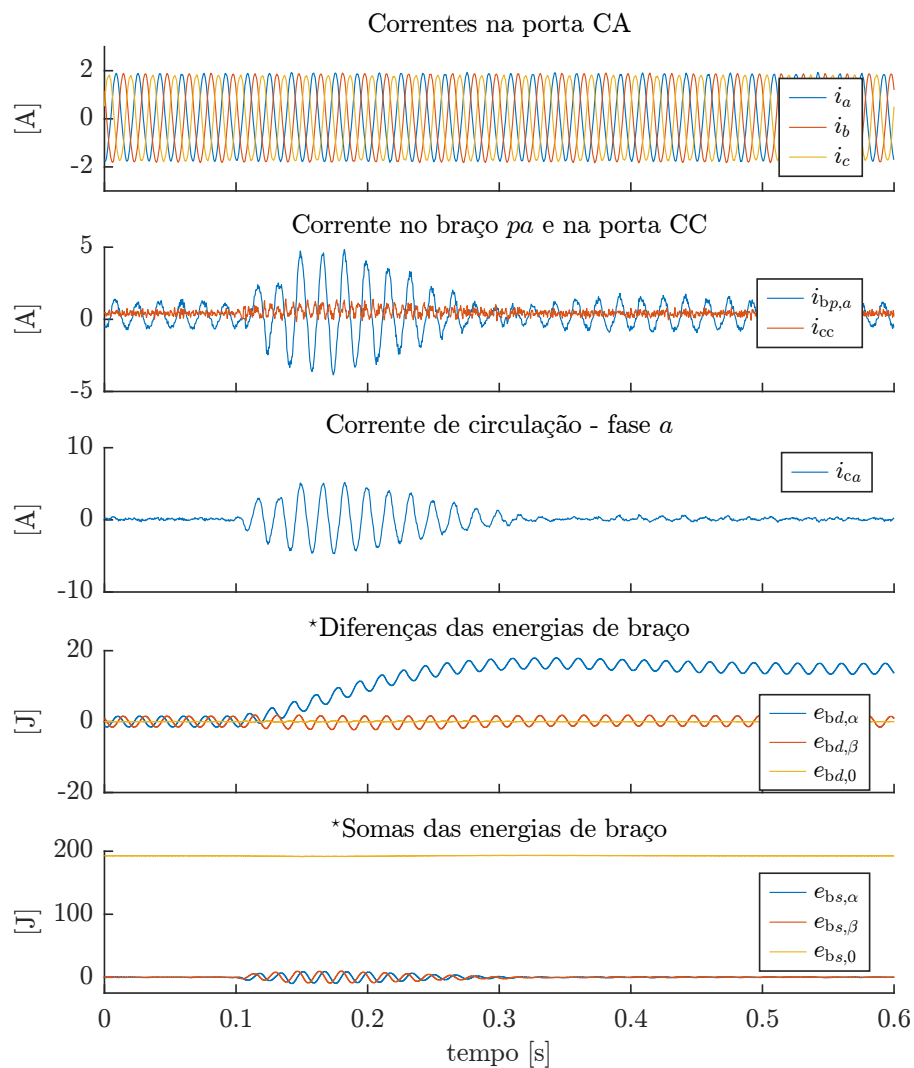 Correntes na porta CA
2
0
-2
[A]
i_a
i_b
i_c
Corrente no braço pa e na porta CC
5
0
-5
[A]
i_bp,a
i_cc
Corrente de circulação - fase a
10
0
-10
[A]
i_ca
*Diferenças das energias de braço
20
0
-20
[J]
e_bd,α
e_bd,β
e_bd,0
*Somas das energias de braço
200
100
0
[J]
e_bs,α
e_bs,β
e_bs,0
0 0.1 0.2 0.3 0.4 0.5 0.6
tempo [s]